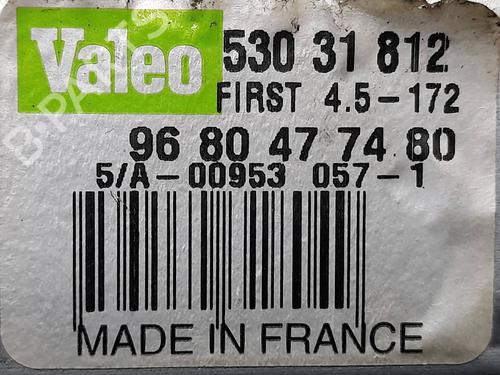 Valeo 530 31 812
FIRST 4.5-172
96 80 47 74 80
5/A-00953 057-1
MADE IN FRANCE
B-PARTS